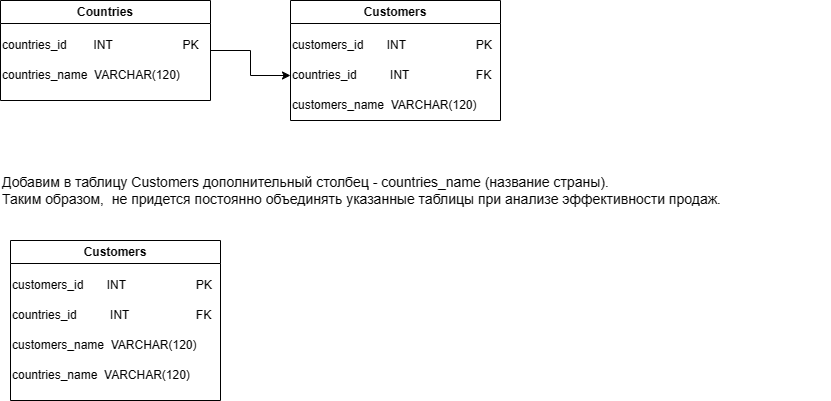 Countries
countries_id INT PK
countries_name VARCHAR(120)
Customers
customers_id INT PK
countries_id INT FK
customers_name VARCHAR(120)
Добавим в таблицу Customers дополнительный столбец - countries_name (название страны).
Таким образом, не придется постоянно объединять указанные таблицы при анализе эффективности продаж.
Customers
customers_id INT PK
countries_id INT FK
customers_name VARCHAR(120)
countries_name VARCHAR(120)